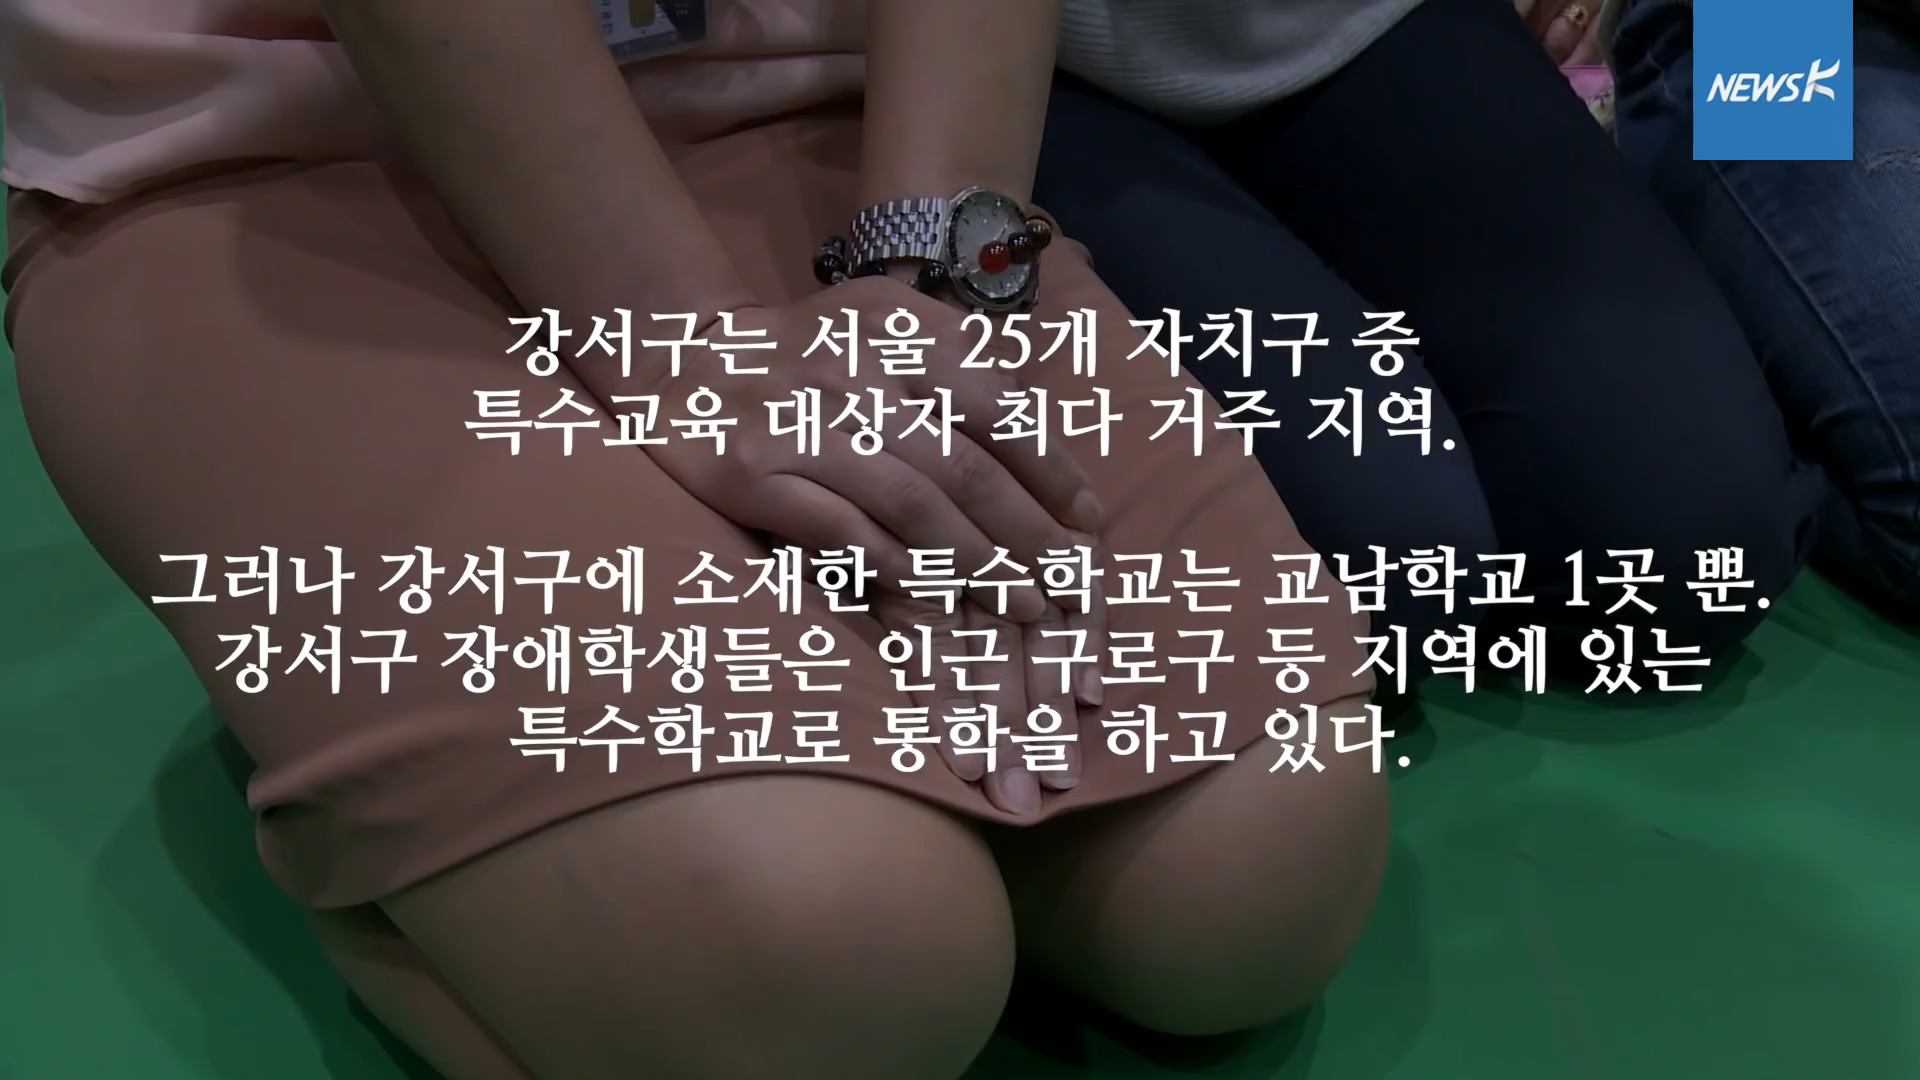 NEWSK
강서구는 서울 25개 자치구 중
특수교육 대상자 최다 거주 지역.
그러나 강서구에 소재한 특수학교는 교남학교 1곳 뿐.
강서구 장애학생들은 인근 구로구 등 지역에 있는
특수학교로 통학을 하고 있다.